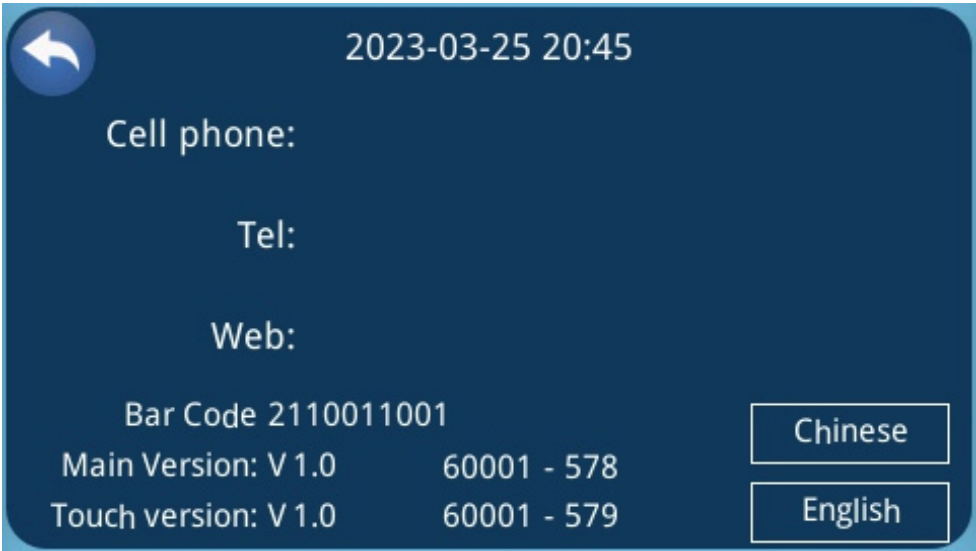 2023-03-25 20:45
Cell phone:
Tel:
Web:
Bar Code 2110011001
Main Version: V 1.0 60001 - 578
Touch version: V 1.0 60001 - 579
Chinese
English